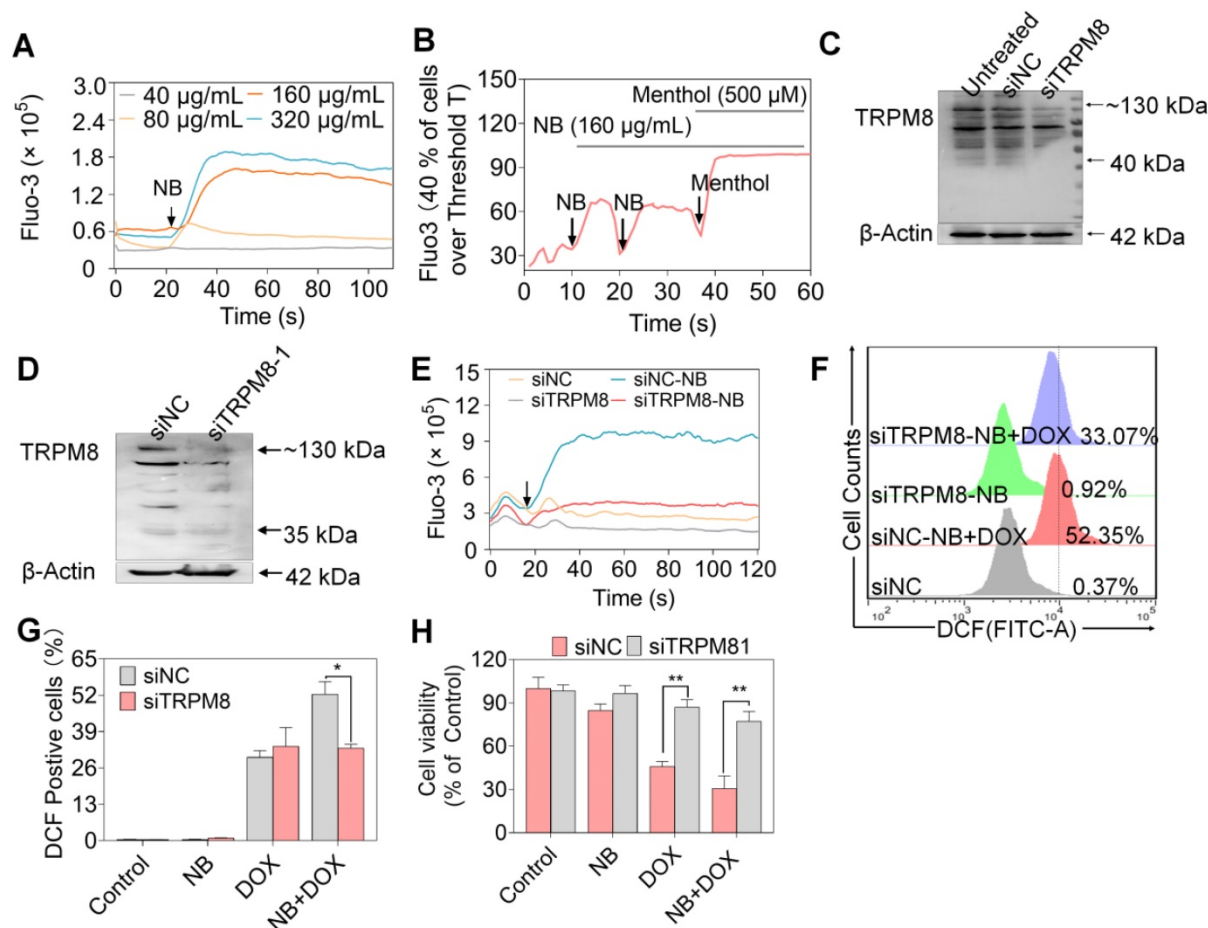 A
Fluo-3 (× 10⁵)
3.0
2.4
1.8
1.2
0.6
0
40 µg/mL
160 µg/mL
80 µg/mL
320 µg/mL
NB
0 20 40 60 80 100
Time (s)
B
Fluo3 (40 % of cells
over Threshold T)
150
120
90
60
30
Menthol (500 µM)
NB (160 µg/mL)
NB
NB
Menthol
0 10 20 30 40 50 60
Time (s)
C
Untreated
siNC
siTRPM8
TRPM8
~130 kDa
40 kDa
β-Actin
42 kDa
D
siNC
siTRPM8-1
TRPM8
~130 kDa
35 kDa
β-Actin
42 kDa
E
Fluo-3 (× 10⁵)
15
12
9
6
3
0
siNC
siNC-NB
siTRPM8
siTRPM8-NB
0 20 40 60 80 100 120
Time (s)
F
Cell Counts
siTRPM8-NB+DOX 33.07%
siTRPM8-NB 0.92%
siNC-NB+DOX 52.35%
siNC 0.37%
10² 10³ 10⁴ 10⁵
DCF(FITC-A)
G
DCF Postive cells (%)
65
52
39
26
13
0
siNC
siTRPM8
*
Control
NB
DOX
NB+DOX
H
siNC
siTRPM81
Cell viability
(% of Control)
120
90
60
30
0
**
**
Control
NB
DOX
NB+DOX